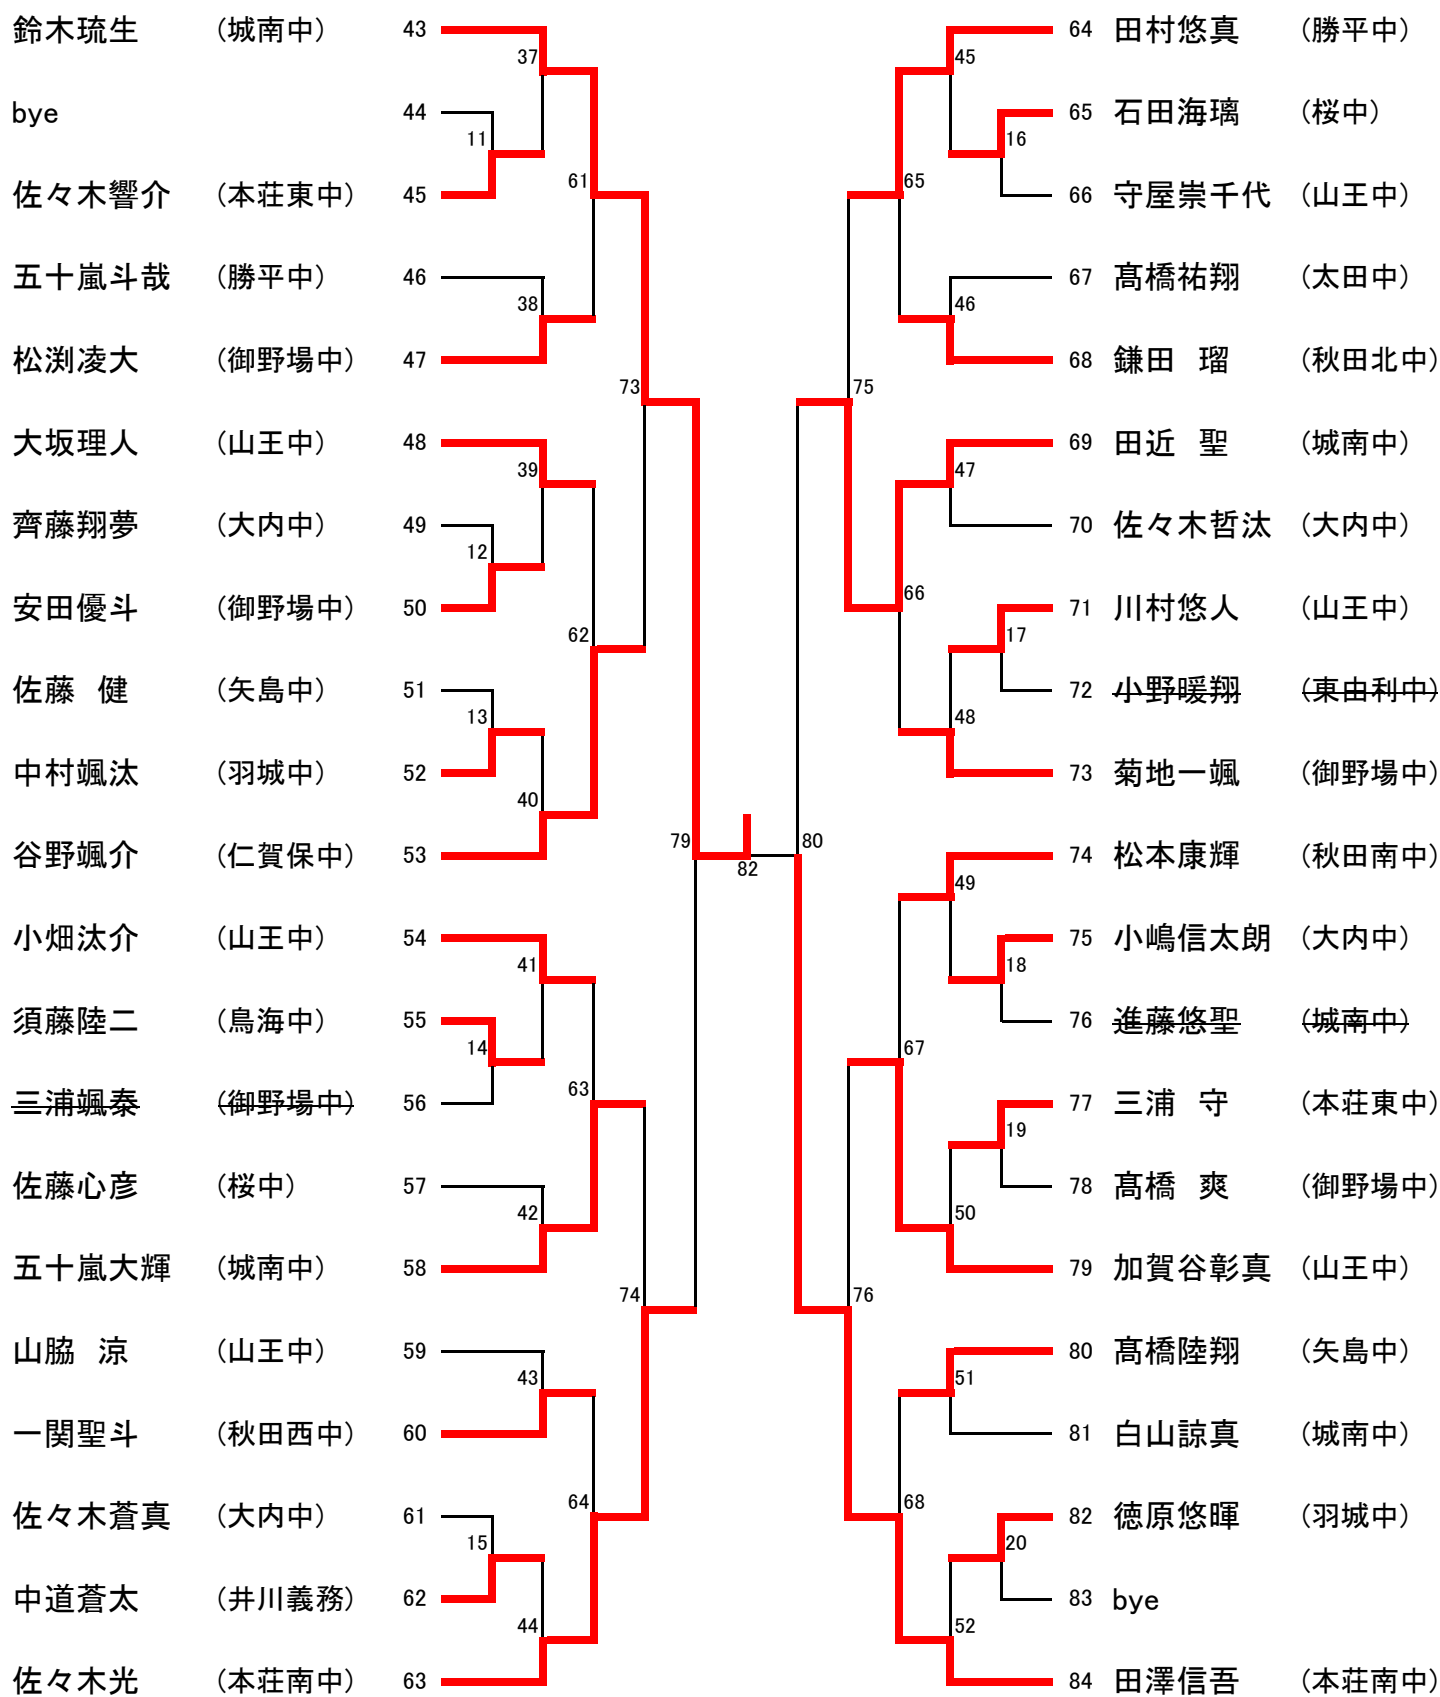 鈴木琉生 (城南中) 43
bye 44
佐々木響介 (本荘東中) 45
五十嵐斗哉 (勝平中) 46
松渕凌大 (御野場中) 47
大坂理人 (山王中) 48
齊藤翔夢 (大内中) 49
安田優斗 (御野場中) 50
佐藤 健 (矢島中) 51
中村颯汰 (羽城中) 52
谷野颯介 (仁賀保中) 53
小畑汰介 (山王中) 54
須藤陸二 (鳥海中) 55
三浦颯泰 (御野場中) 56
佐藤心彦 (桜中) 57
五十嵐大輝 (城南中) 58
山脇 涼 (山王中) 59
一関聖斗 (秋田西中) 60
佐々木蒼真 (大内中) 61
中道蒼太 (井川義務) 62
佐々木光 (本荘南中) 63
37
11
61
38
73
39
12
62
13
40
79
41
14
63
42
74
43
64
15
44
82
64 田村悠真 (勝平中)
65 石田海璃 (桜中)
66 守屋崇千代 (山王中)
67 髙橋祐翔 (太田中)
68 鎌田 瑠 (秋田北中)
69 田近 聖 (城南中)
70 佐々木哲汰 (大内中)
71 川村悠人 (山王中)
72 小野暖翔 (東由利中)
73 菊地一颯 (御野場中)
74 松本康輝 (秋田南中)
75 小嶋信太朗 (大内中)
76 進藤悠聖 (城南中)
77 三浦 守 (本荘東中)
78 髙橋 爽 (御野場中)
79 加賀谷彰真 (山王中)
80 髙橋陸翔 (矢島中)
81 白山諒真 (城南中)
82 徳原悠暉 (羽城中)
83 bye
84 田澤信吾 (本荘南中)
45
16
65
46
75
47
66
17
48
80
49
18
67
19
50
76
51
68
20
52